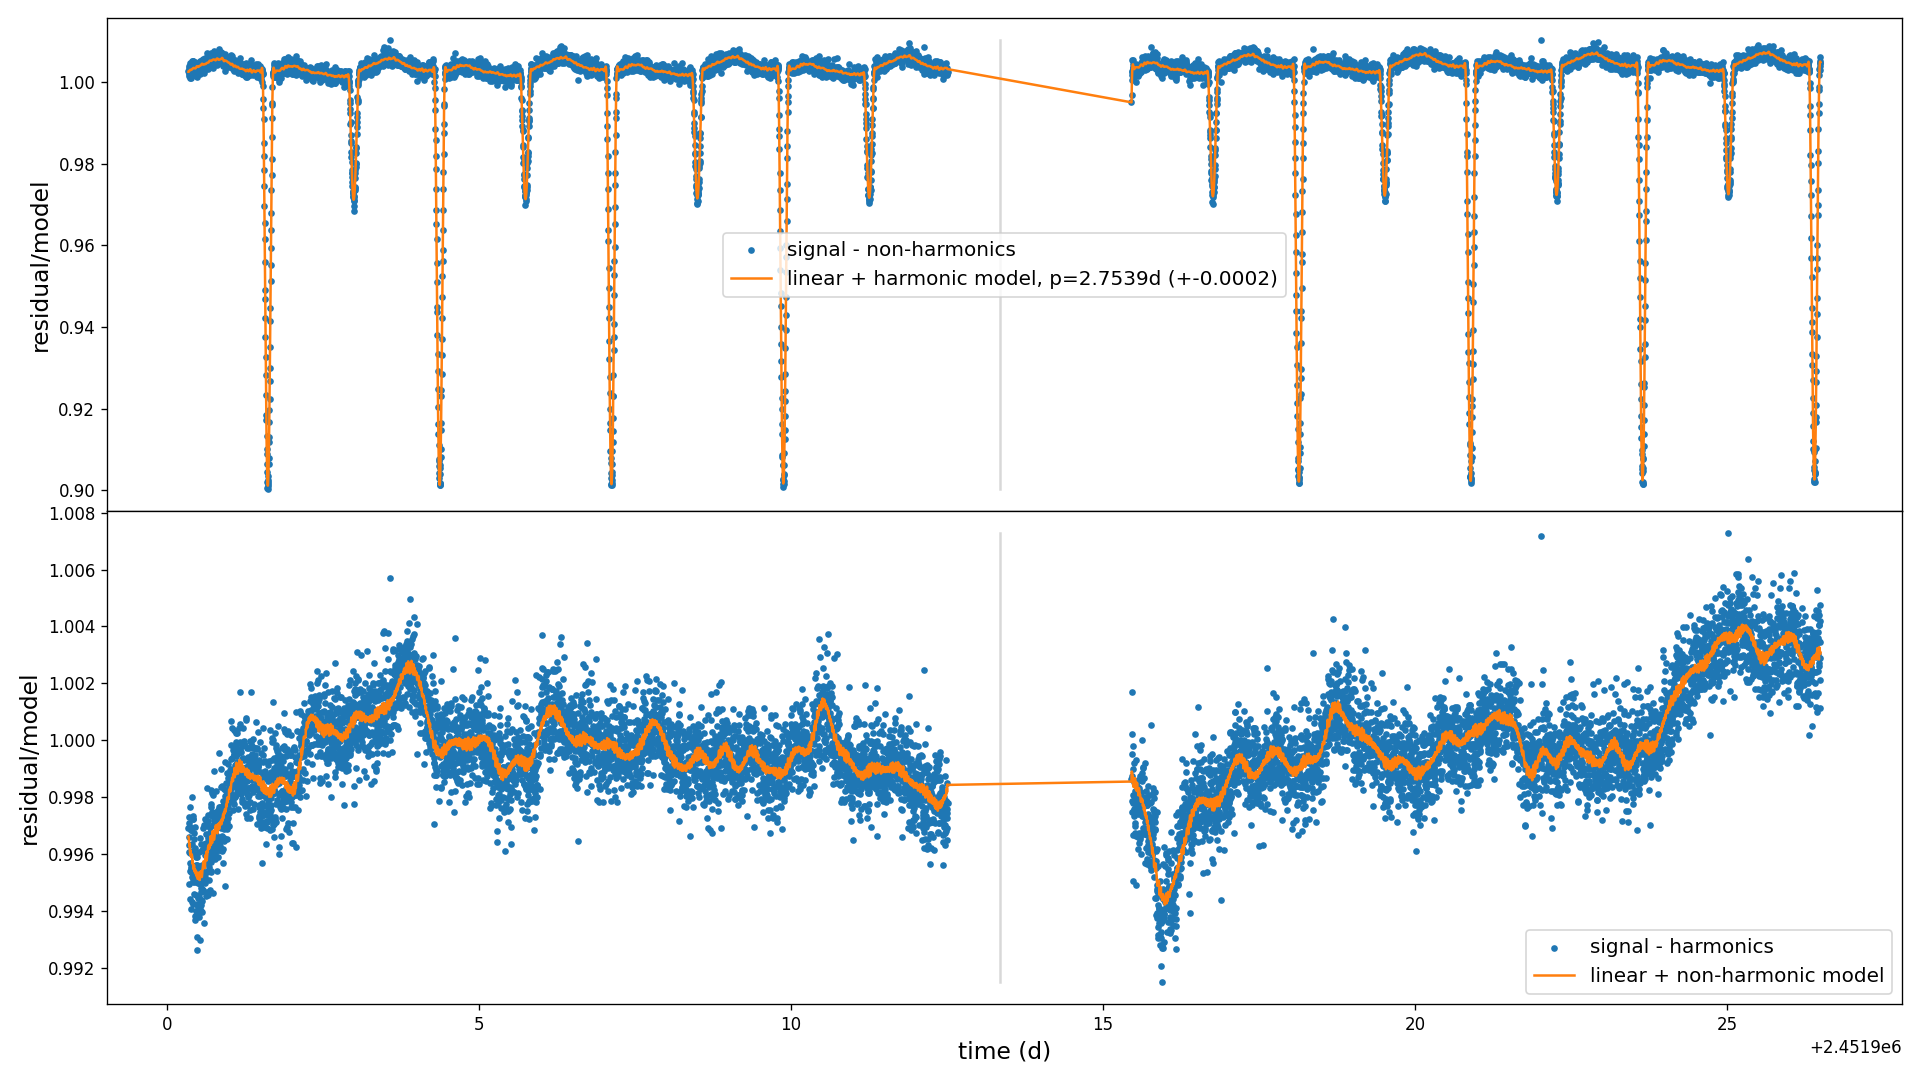 1.00
0.98
0.96
0.94
0.92
0.90
residual/model
signal - non-harmonics
linear + harmonic model, p=2.7539d (+-0.0002)
1.008
1.006
1.004
1.002
1.000
0.998
0.996
0.994
0.992
residual/model
signal - harmonics
linear + non-harmonic model
0 5 10 15 20 25
time (d)
+2.4519e6